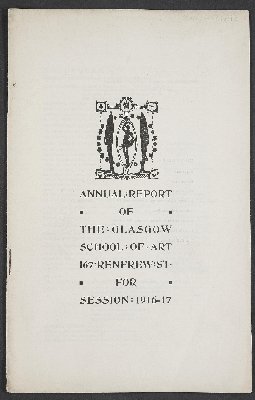 ANNUAL·REPORT
▪ OF ▪
THE·GLASGOW
SCHOOL·OF·ART
167·RENFREW·ST·
▪ FOR ▪
SESSION:1916-17